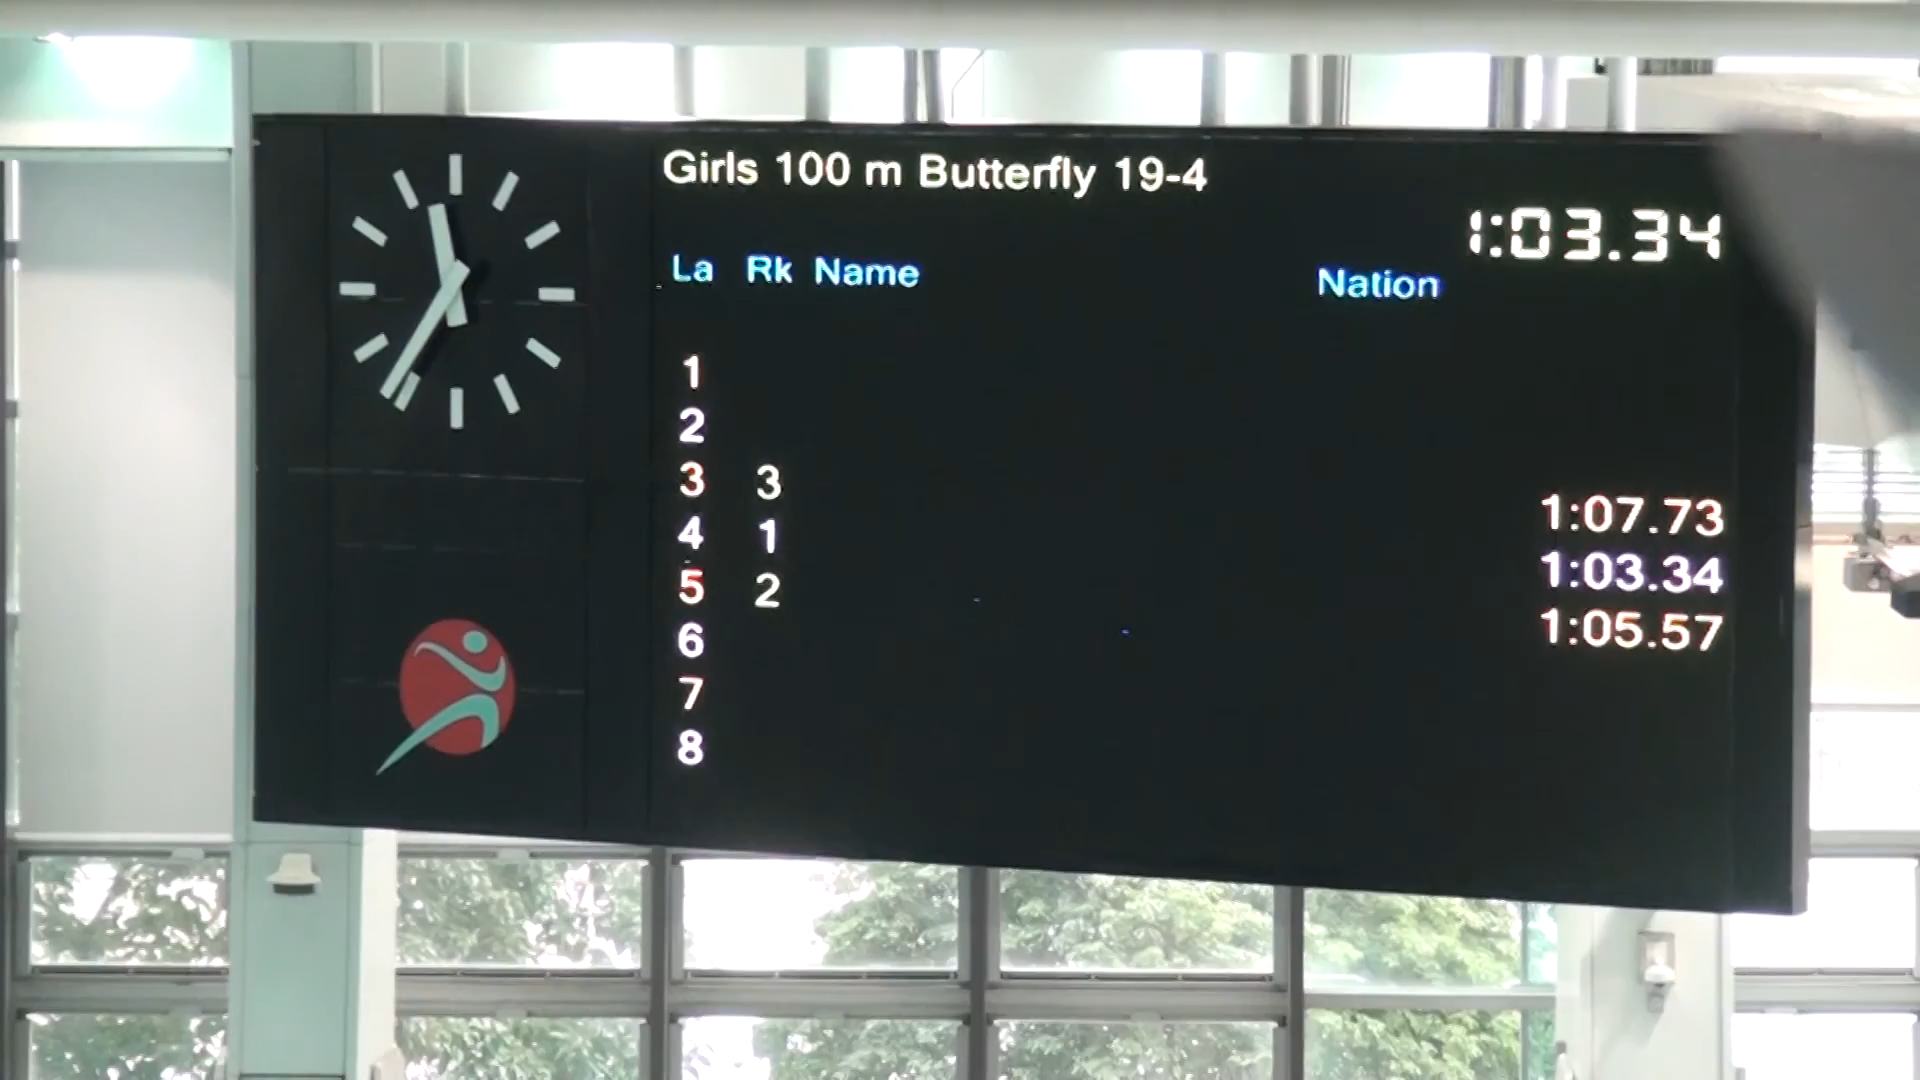 Girls 100 m Butterfly 19-4
1:03.34
La Rk Name Nation
1
2
3 3 1:07.73
4 1 1:03.34
5 2 1:05.57
6
7
8